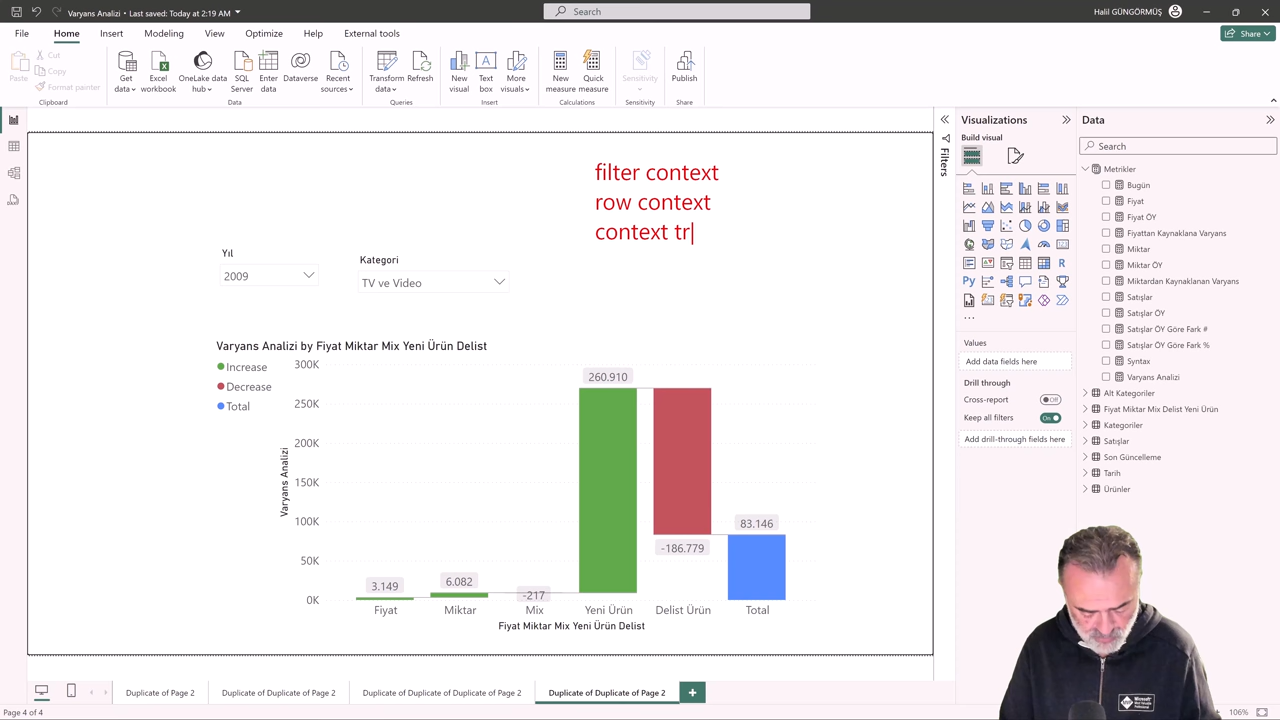 Varyans Analizi • Last saved: Today at 2:19 AM
Search
Halil GÜNGÖRMÜŞ
File
Home
Insert
Modeling
View
Optimize
Help
External tools
Share
Paste
Cut
Copy
Format painter
Clipboard
Get data
Excel workbook
OneLake data hub
SQL Server
Enter data
Dataverse
Recent sources
Data
Transform data
Refresh
Queries
New visual
Text box
More visuals
Insert
New measure
Quick measure
Calculations
Sensitivity
Sensitivity
Publish
Share
filter context
row context
context tr
Yıl
2009
Kategori
TV ve Video
Varyans Analizi by Fiyat Miktar Mix Yeni Ürün Delist
Increase
Decrease
Total
Varyans Analizi
300K
250K
200K
150K
100K
50K
0K
3.149
6.082
-217
260.910
-186.779
83.146
Fiyat
Miktar
Mix
Yeni Ürün
Delist Ürün
Total
Fiyat Miktar Mix Yeni Ürün Delist
Filters
Visualizations
Build visual
R
Py
Values
Add data fields here
Drill through
Cross-report
Off
Keep all filters
On
Add drill-through fields here
Data
Search
Metrikler
Bugün
Fiyat
Fiyat ÖY
Fiyattan Kaynaklana Varyans
Miktar
Miktar ÖY
Miktardan Kaynaklanan Varyans
Satışlar
Satışlar ÖY
Satışlar ÖY Göre Fark #
Satışlar ÖY Göre Fark %
Syntax
Varyans Analizi
Alt Kategoriler
Fiyat Miktar Mix Delist Yeni Ürün
Kategoriler
Satışlar
Son Güncelleme
Tarih
Ürünler
Duplicate of Page 2
Duplicate of Duplicate of Page 2
Duplicate of Duplicate of Duplicate of Page 2
Duplicate of Duplicate of Page 2
Page 4 of 4
106%